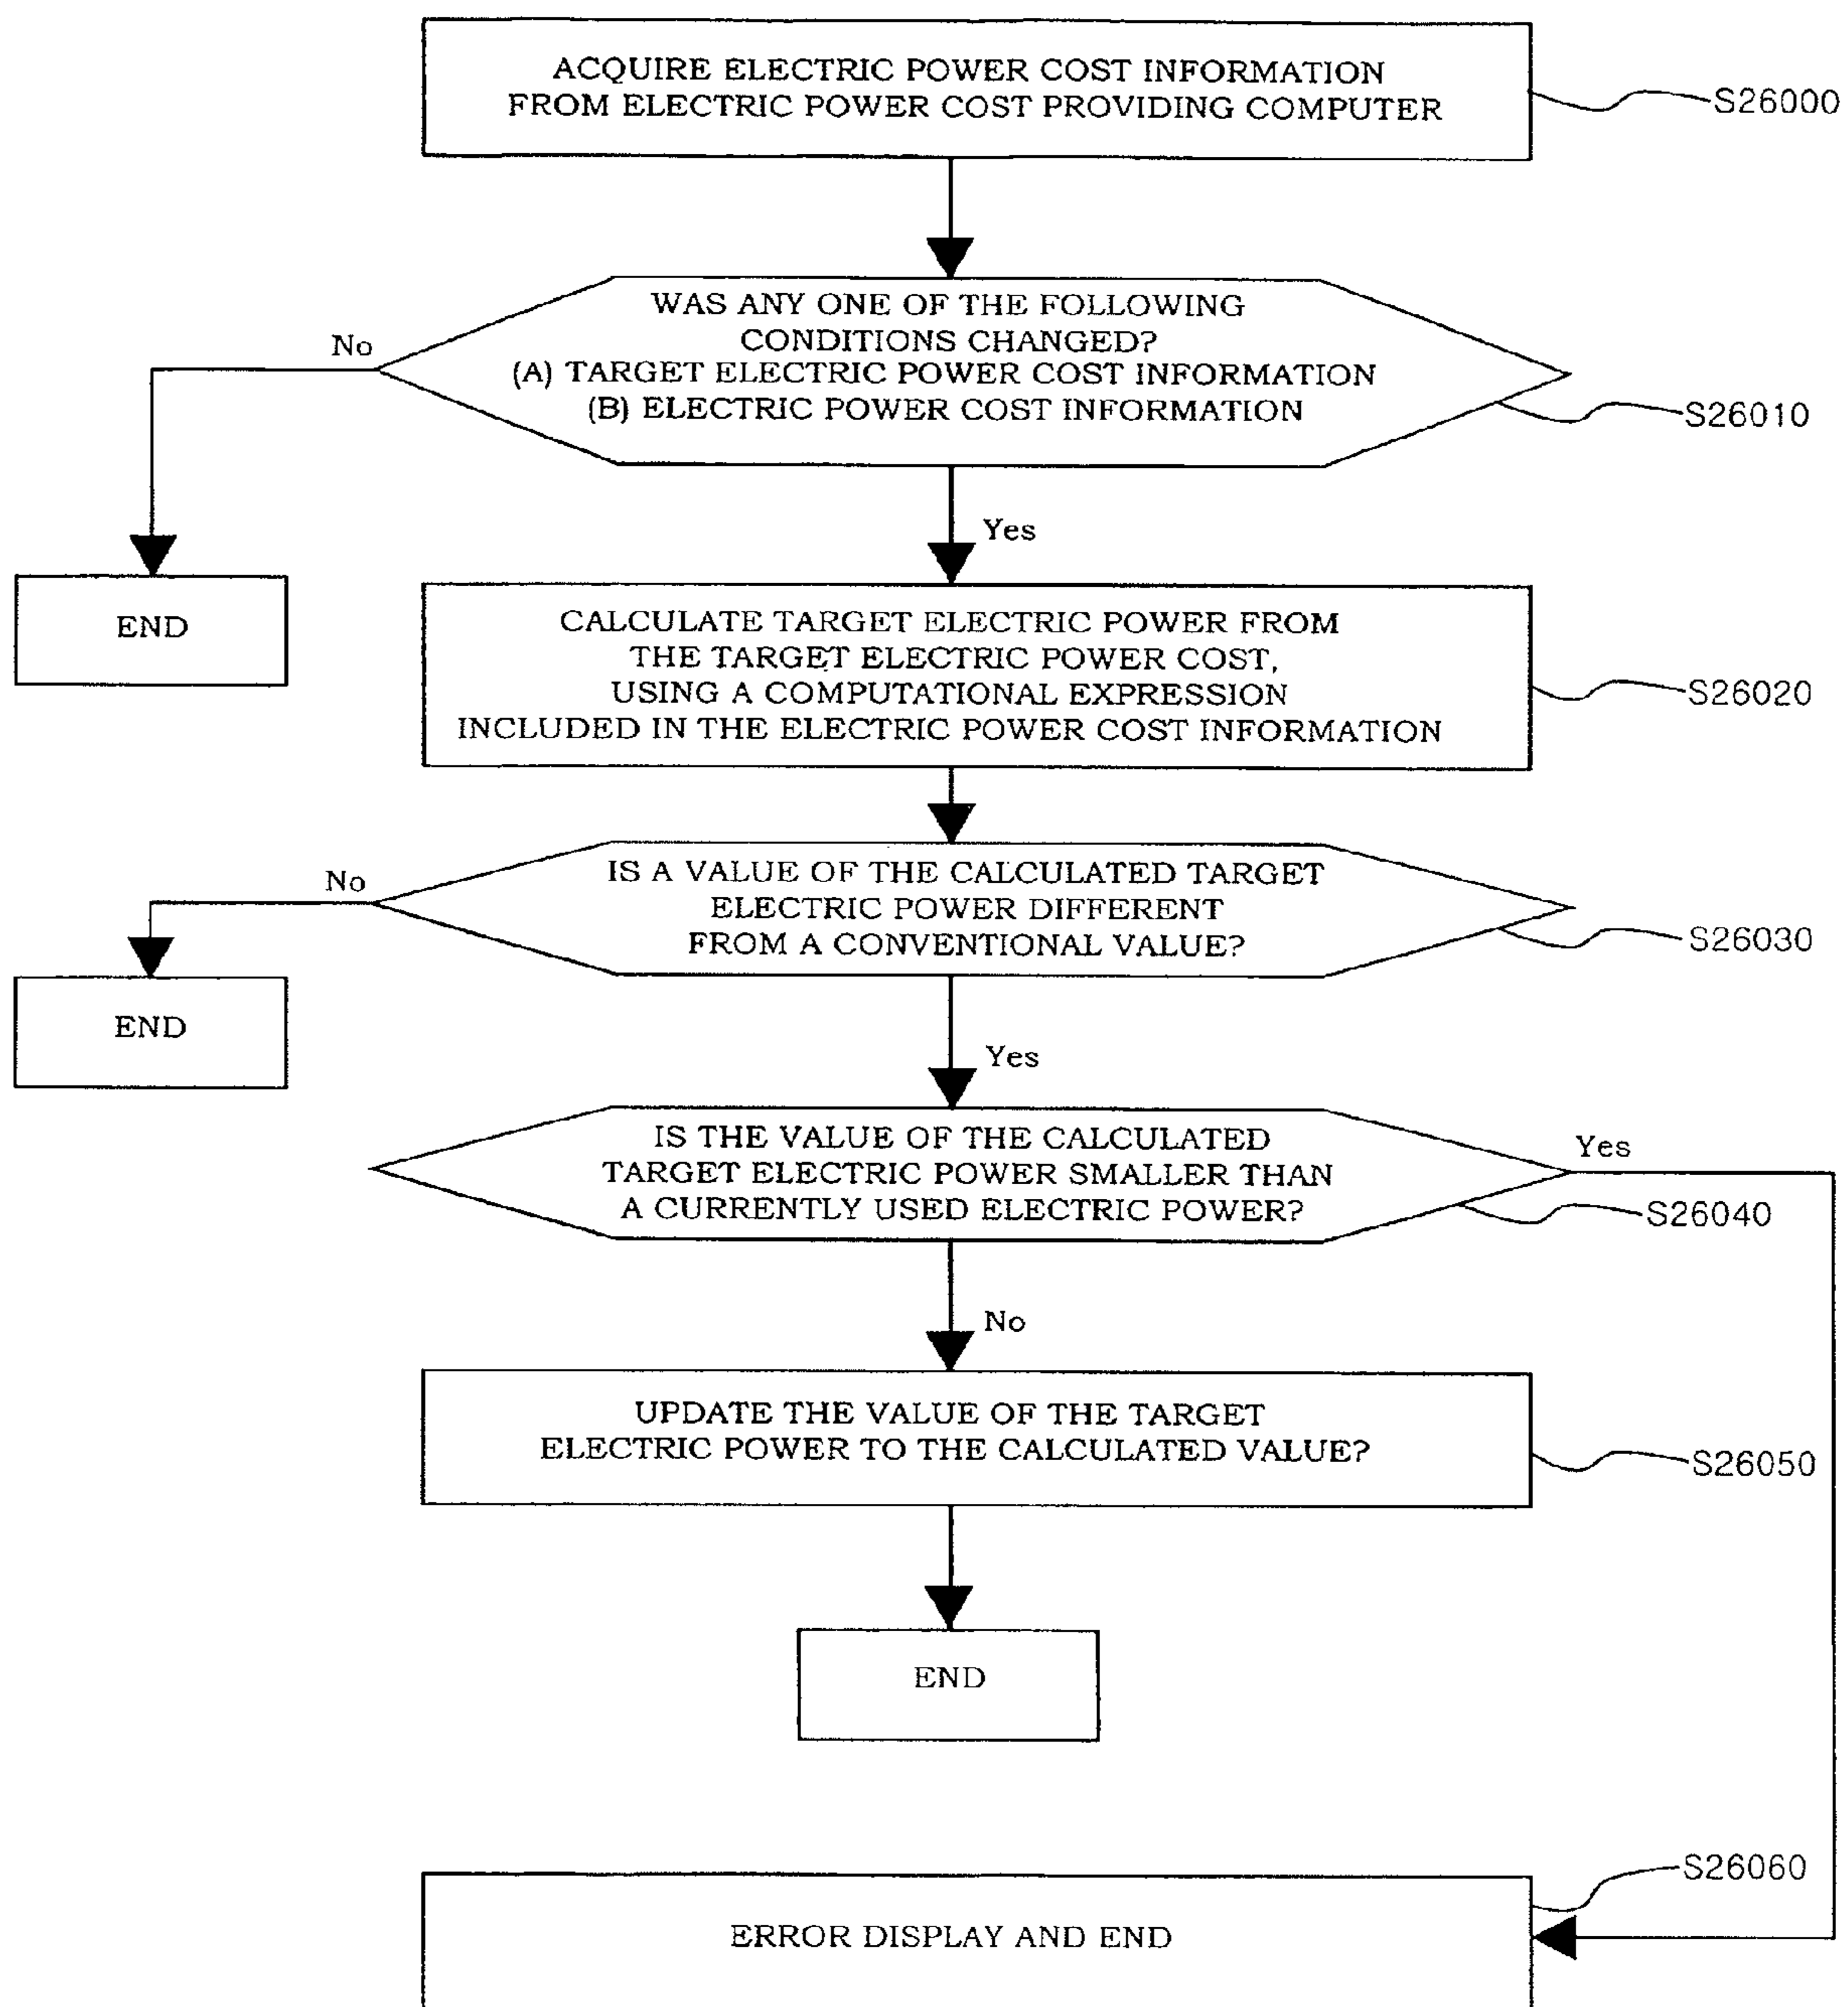 ACQUIRE ELECTRIC POWER COST INFORMATION
FROM ELECTRIC POWER COST PROVIDING COMPUTER
S26000
WAS ANY ONE OF THE FOLLOWING
CONDITIONS CHANGED?
(A) TARGET ELECTRIC POWER COST INFORMATION
(B) ELECTRIC POWER COST INFORMATION
No
S26010
Yes
END
CALCULATE TARGET ELECTRIC POWER FROM
THE TARGET ELECTRIC POWER COST,
USING A COMPUTATIONAL EXPRESSION
INCLUDED IN THE ELECTRIC POWER COST INFORMATION
S26020
IS A VALUE OF THE CALCULATED TARGET
ELECTRIC POWER DIFFERENT
FROM A CONVENTIONAL VALUE?
No
S26030
END
Yes
IS THE VALUE OF THE CALCULATED
TARGET ELECTRIC POWER SMALLER THAN
A CURRENTLY USED ELECTRIC POWER?
Yes
S26040
No
UPDATE THE VALUE OF THE TARGET
ELECTRIC POWER TO THE CALCULATED VALUE?
S26050
END
S26060
ERROR DISPLAY AND END